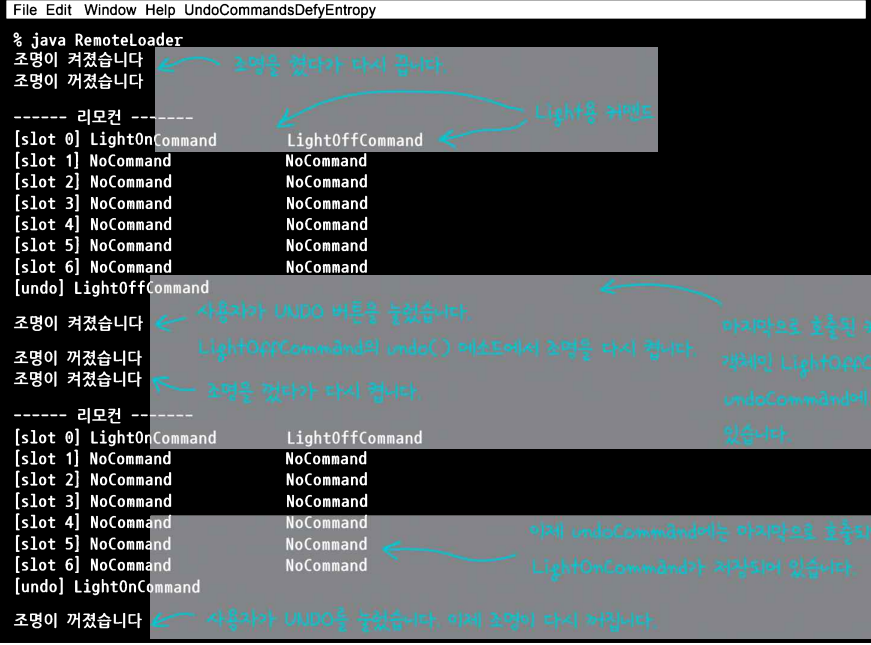 File Edit Window Help UndoCommandsDefyEntropy
% java RemoteLoader
조명이 켜졌습니다
조명을 켰다가 다시 끕니다.
조명이 꺼졌습니다
------ 리모컨 -------
Light용 커맨드
[slot 0] LightOnCommand LightOffCommand
[slot 1] NoCommand NoCommand
[slot 2] NoCommand NoCommand
[slot 3] NoCommand NoCommand
[slot 4] NoCommand NoCommand
[slot 5] NoCommand NoCommand
[slot 6] NoCommand NoCommand
[undo] LightOffCommand
마지막으로 호출된
객체인 LightOffC
undoCommand에
있습니다.
조명이 켜졌습니다
사용자가 UNDO 버튼을 눌렀습니다.
LightOffCommand의 undo() 메소드에서 조명을 다시 켭니다.
조명이 꺼졌습니다
조명이 켜졌습니다
조명을 껐다가 다시 켭니다.
------ 리모컨 -------
[slot 0] LightOnCommand LightOffCommand
[slot 1] NoCommand NoCommand
[slot 2] NoCommand NoCommand
[slot 3] NoCommand NoCommand
[slot 4] NoCommand NoCommand
[slot 5] NoCommand NoCommand
[slot 6] NoCommand NoCommand
[undo] LightOnCommand
이제 undoCommand에는 마지막으로 호출되
LightOnCommand가 저장되어 있습니다.
조명이 꺼졌습니다
사용자가 UNDO를 눌렀습니다. 이제 조명이 다시 꺼집니다.